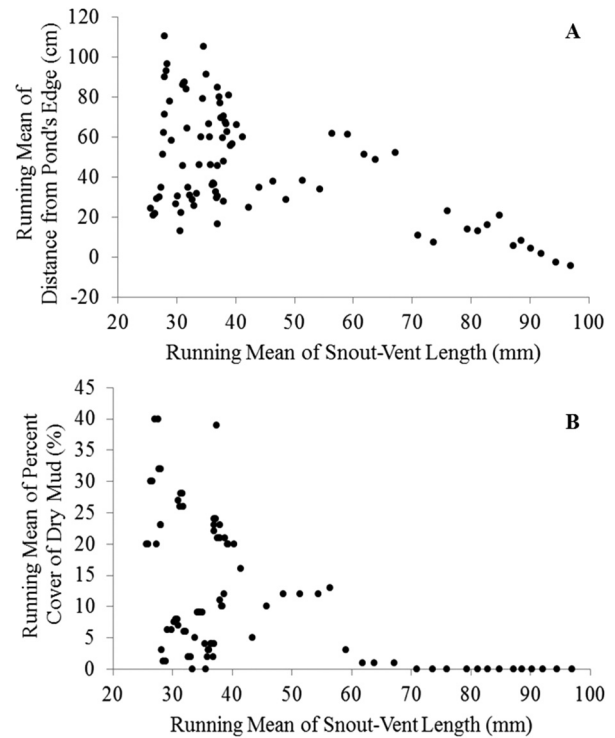 A
Running Mean of
Distance from Pond's Edge (cm)
120
100
80
60
40
20
0
-20
20 30 40 50 60 70 80 90 100
Running Mean of Snout-Vent Length (mm)
B
Running Mean of Percent
Cover of Dry Mud (%)
45
40
35
30
25
20
15
10
5
0
20 30 40 50 60 70 80 90 100
Running Mean of Snout-Vent Length (mm)